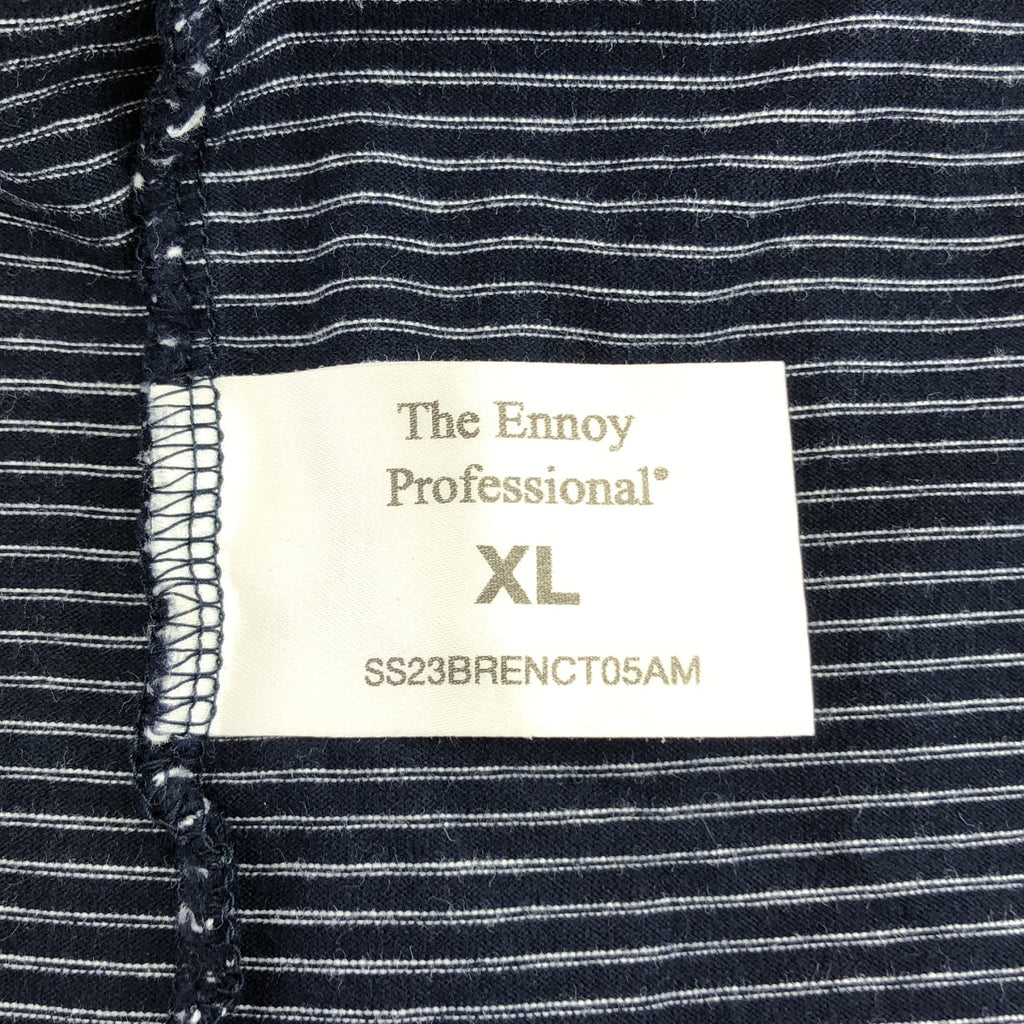 The Ennoy
Professional®
XL
SS23BRENCT05AM